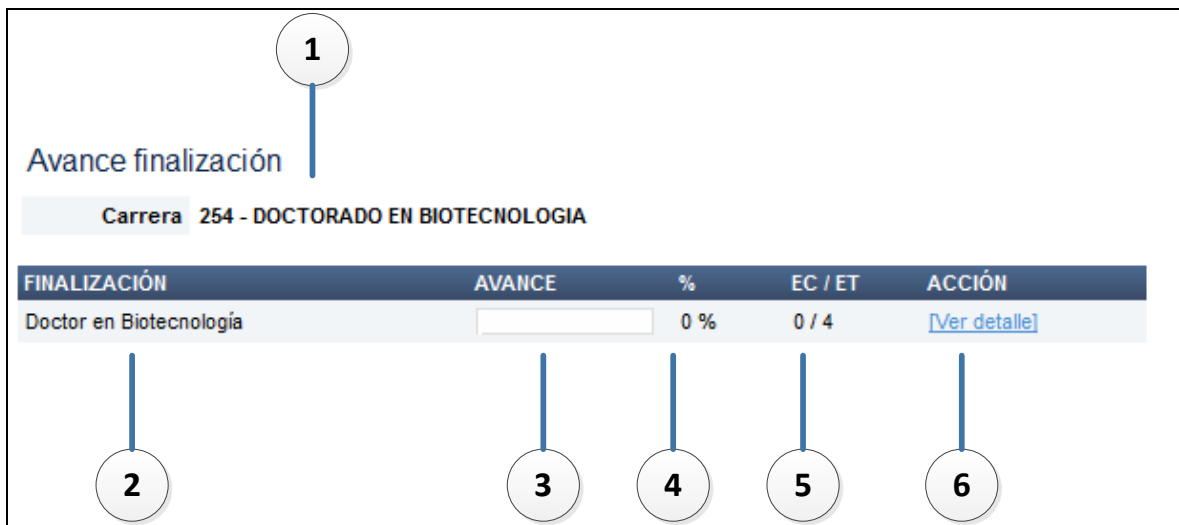 1
Avance finalización
Carrera 254 - DOCTORADO EN BIOTECNOLOGIA
FINALIZACIÓN AVANCE % EC / ET ACCIÓN
Doctor en Biotecnología 0 % 0 / 4 [Ver detalle]
2 3 4 5 6